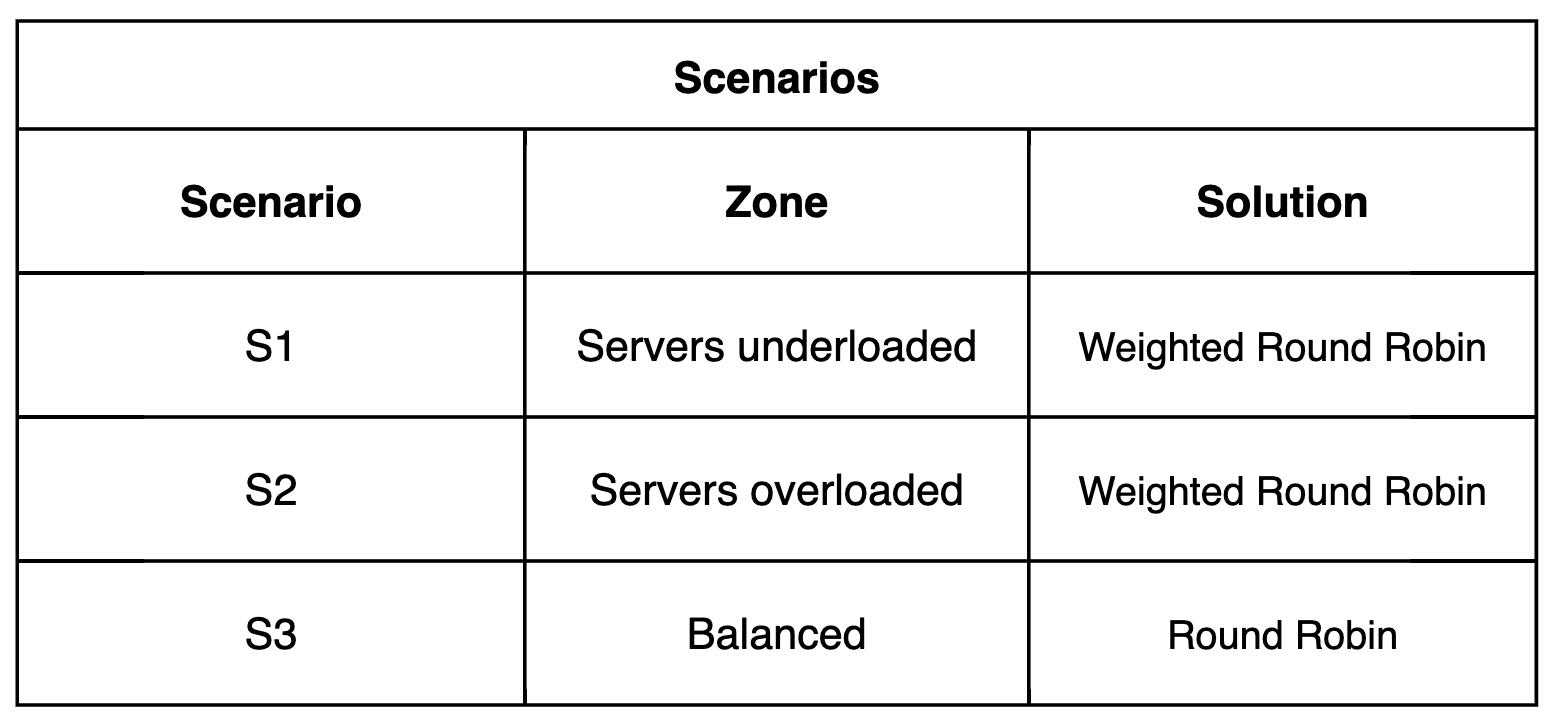 Scenarios
Scenario Zone Solution
S1 Servers underloaded Weighted Round Robin
S2 Servers overloaded Weighted Round Robin
S3 Balanced Round Robin